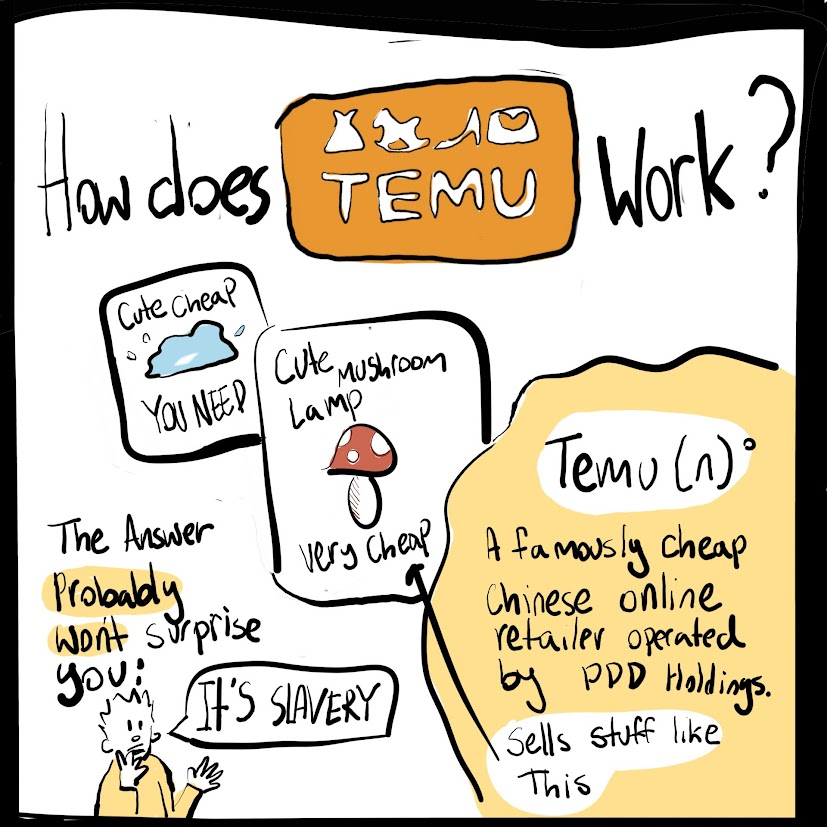 How does TEMU Work?
Cute Cheap
YOU NEED
Cute Mushroom
Lamp
Very Cheap
The Answer
Probably
won't surprise
you:
IT'S SLAVERY
Temu (n):
A famously cheap
Chinese online
retailer operated
by PDD Holdings.
Sells stuff like
This